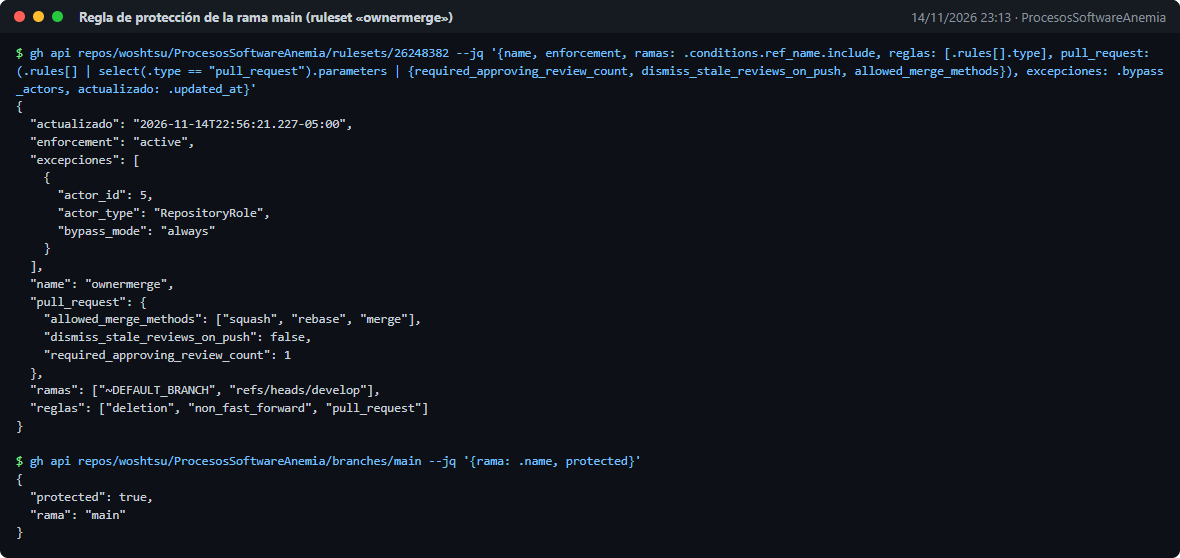 Regla de protección de la rama main (ruleset «ownermerge»)
14/11/2026 23:13 · ProcesosSoftwareAnemia
$ gh api repos/woshtsu/ProcesosSoftwareAnemia/rulesets/26248382 --jq '{name, enforcement, ramas: .conditions.ref_name.include, reglas: [.rules[].type], pull_request:
(.rules[] | select(.type == "pull_request").parameters | {required_approving_review_count, dismiss_stale_reviews_on_push, allowed_merge_methods}), excepciones: .bypass
_actors, actualizado: .updated_at}'
{
  "actualizado": "2026-11-14T22:56:21.227-05:00",
  "enforcement": "active",
  "excepciones": [
    {
      "actor_id": 5,
      "actor_type": "RepositoryRole",
      "bypass_mode": "always"
    }
  ],
  "name": "ownermerge",
  "pull_request": {
    "allowed_merge_methods": ["squash", "rebase", "merge"],
    "dismiss_stale_reviews_on_push": false,
    "required_approving_review_count": 1
  },
  "ramas": ["~DEFAULT_BRANCH", "refs/heads/develop"],
  "reglas": ["deletion", "non_fast_forward", "pull_request"]
}
$ gh api repos/woshtsu/ProcesosSoftwareAnemia/branches/main --jq '{rama: .name, protected}'
{
  "protected": true,
  "rama": "main"
}